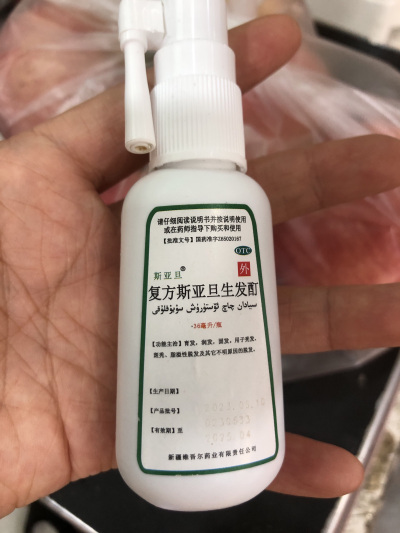 请仔细阅读说明书并按说明使用
或在药师指导下购买和使用
【批准文号】国药准字Z65020167
OTC
外
斯亚旦®
复方斯亚旦生发酊
-30毫升/瓶
【功能主治】育发，润发，固发。用于秃发，
斑秃、脂溢性脱发及其它不明原因的脱发。
【生产日期】
【产品批号】
【有效期】至
新疆维吾尔药业有限责任公司